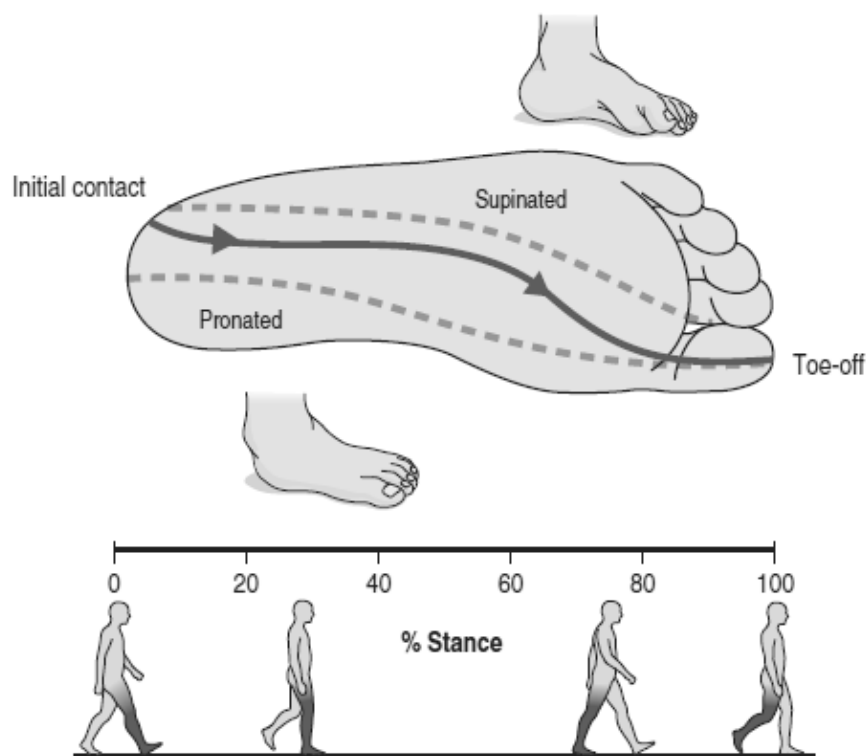 Initial contact
Supinated
Pronated
Toe-off
0 20 40 60 80 100
% Stance